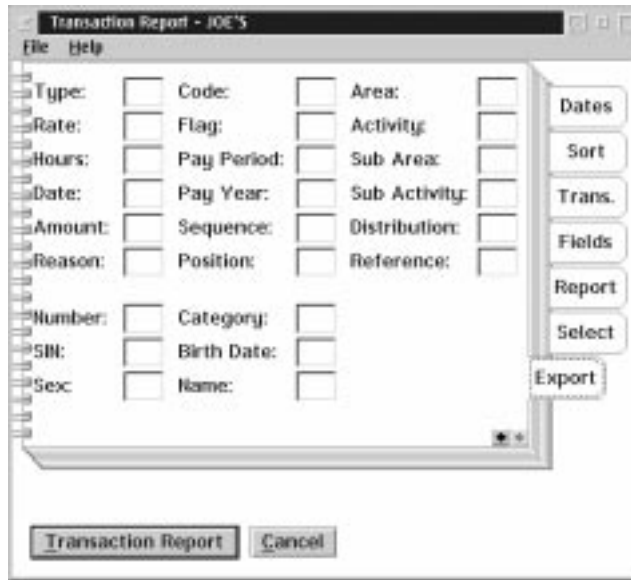 Transaction Report - JOE'S
File Help
Type: Code: Area:
Rate: Flag: Activity:
Hours: Pay Period: Sub Area:
Date: Pay Year: Sub Activity:
Amount: Sequence: Distribution:
Reason: Position: Reference:
Number: Category:
SIN: Birth Date:
Sex: Name:
Dates
Sort
Trans.
Fields
Report
Select
Export
Transaction Report Cancel